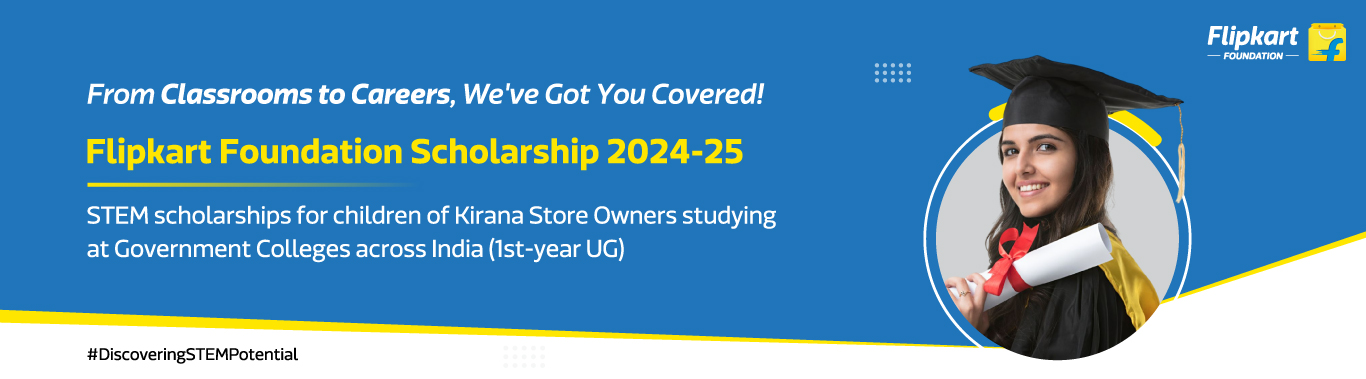 Flipkart
FOUNDATION
From Classrooms to Careers, We've Got You Covered!
Flipkart Foundation Scholarship 2024-25
STEM scholarships for children of Kirana Store Owners studying
at Government Colleges across India (1st-year UG)
#DiscoveringSTEMPotential